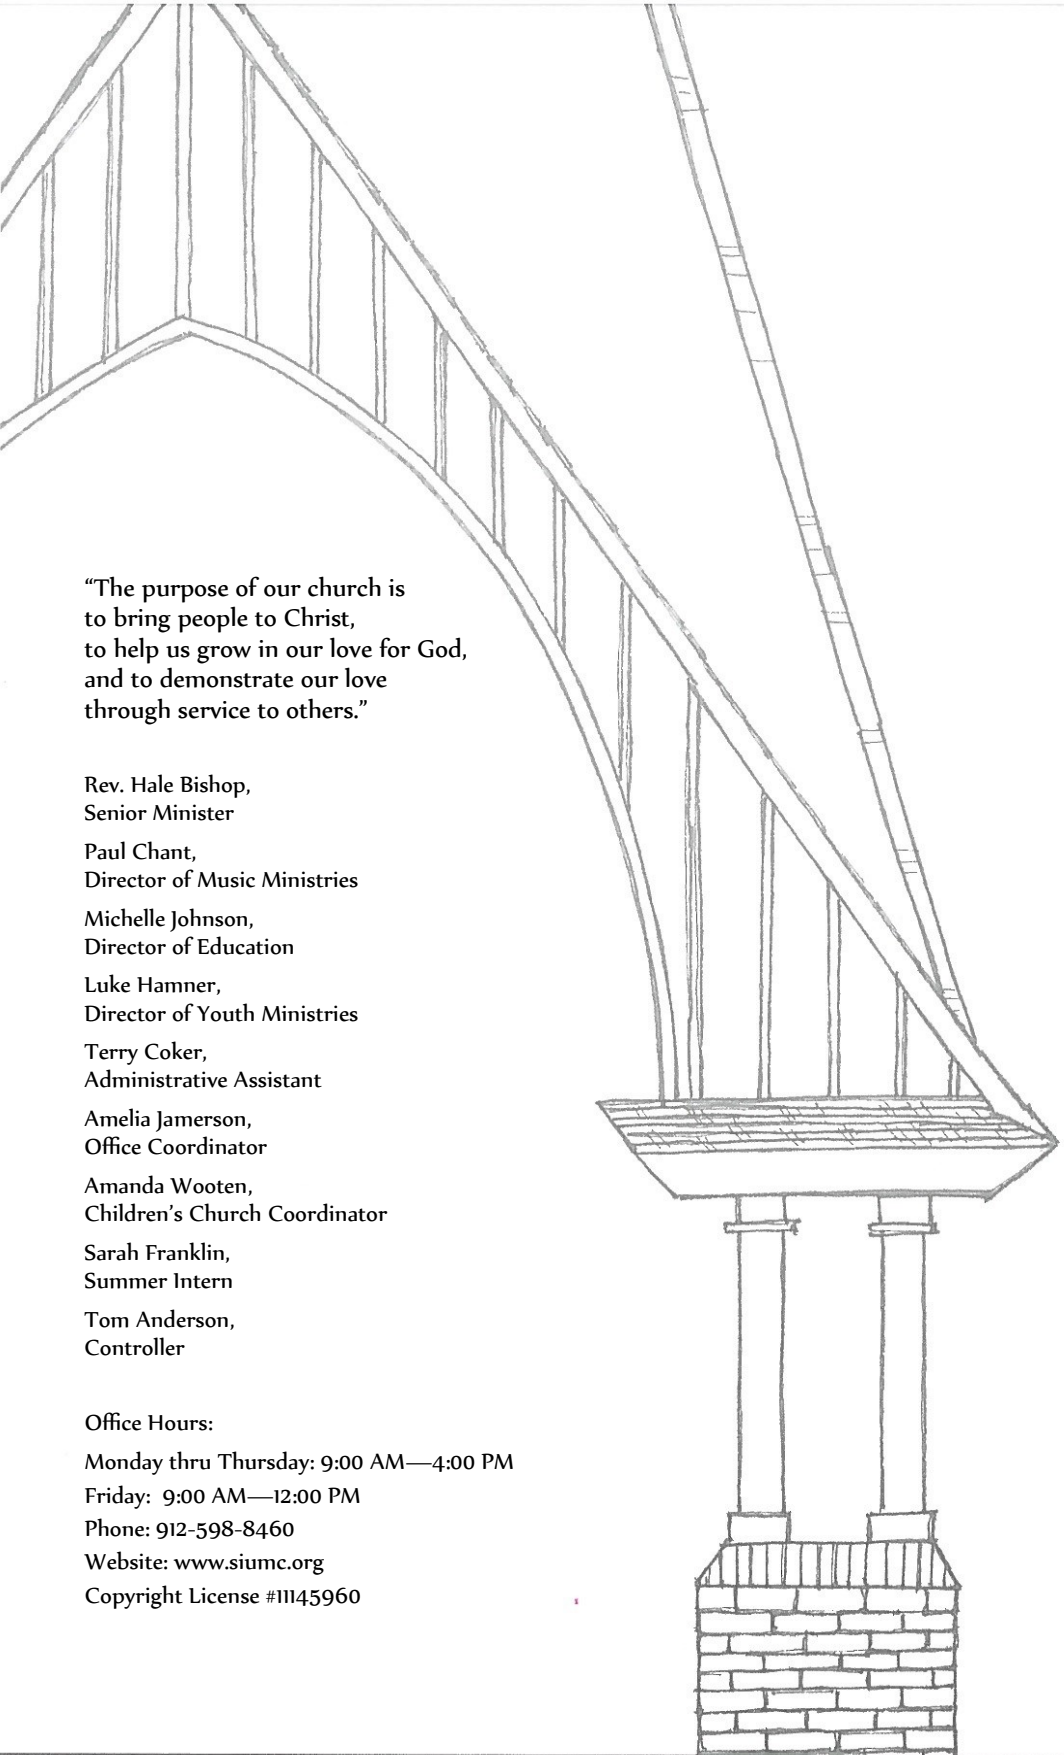 “The purpose of our church is
to bring people to Christ,
to help us grow in our love for God,
and to demonstrate our love
through service to others.”
Rev. Hale Bishop,
Senior Minister
Paul Chant,
Director of Music Ministries
Michelle Johnson,
Director of Education
Luke Hamner,
Director of Youth Ministries
Terry Coker,
Administrative Assistant
Amelia Jamerson,
Office Coordinator
Amanda Wooten,
Children’s Church Coordinator
Sarah Franklin,
Summer Intern
Tom Anderson,
Controller
Office Hours:
Monday thru Thursday: 9:00 AM—4:00 PM
Friday:  9:00 AM—12:00 PM
Phone: 912-598-8460
Website: www.siumc.org
Copyright License #11145960